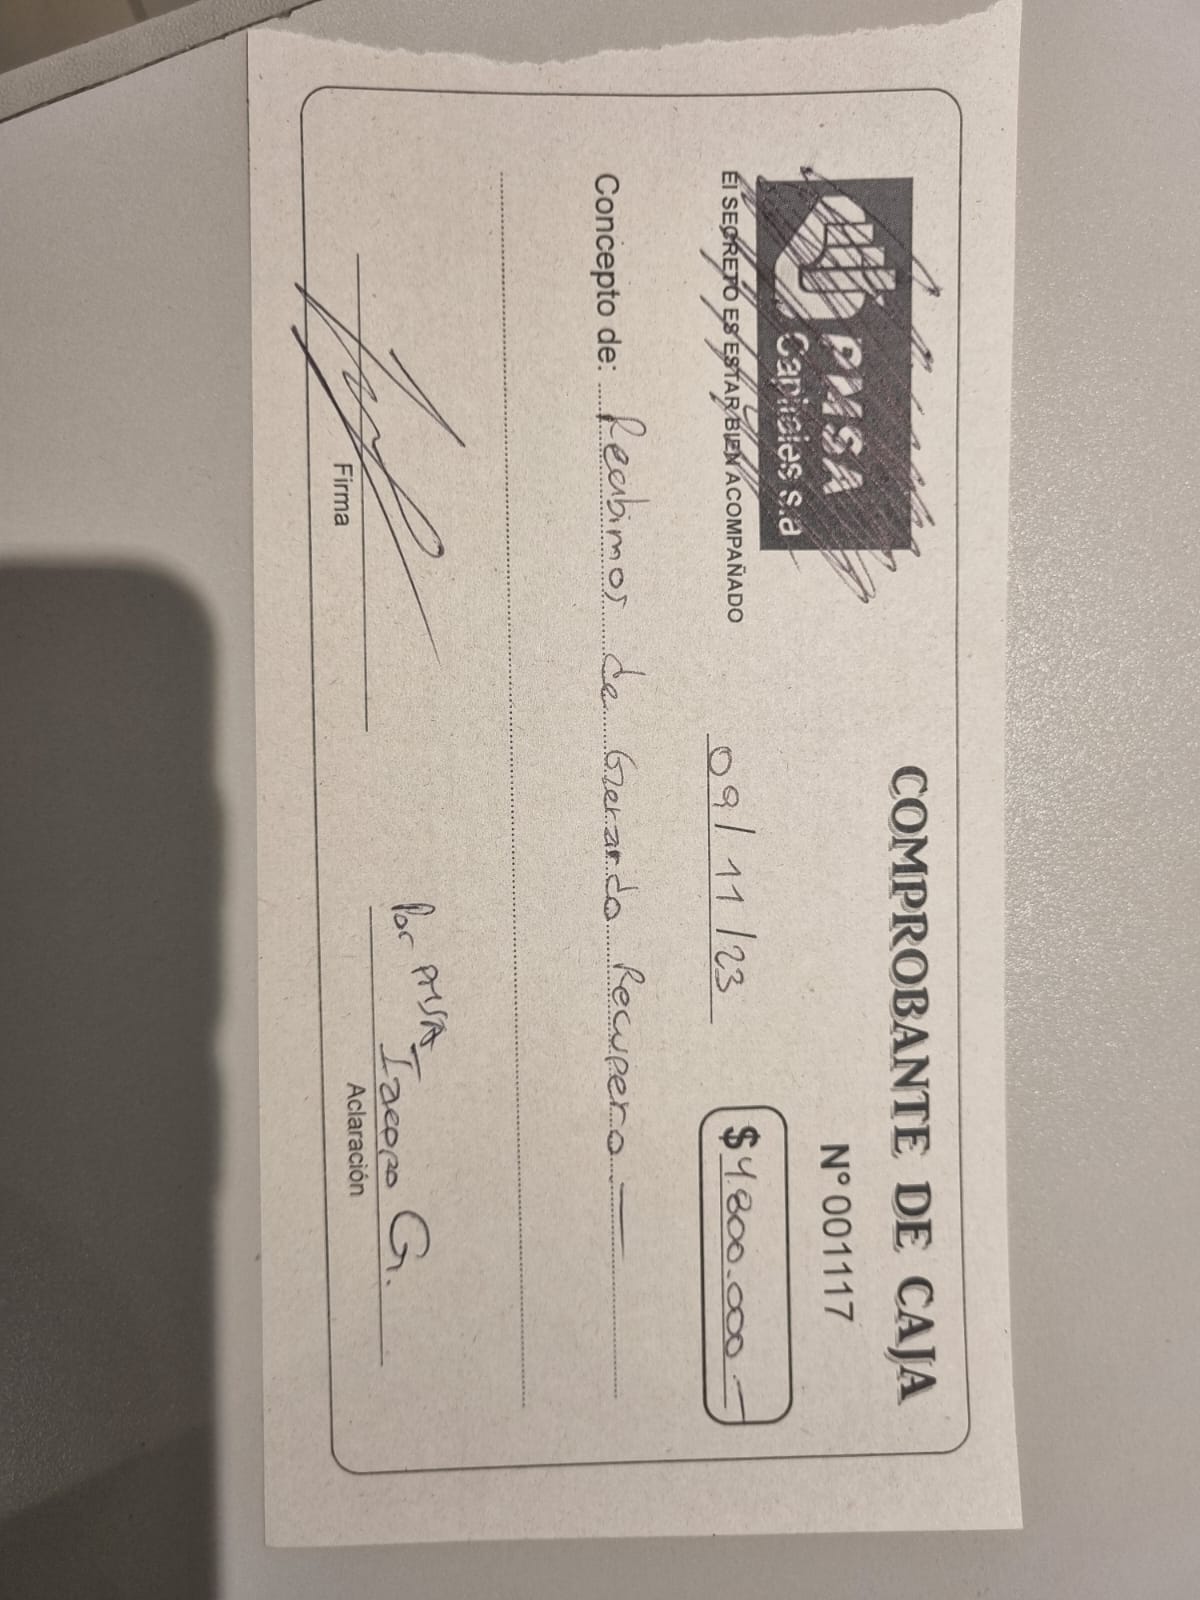 COMPROBANTE DE CAJA
PMSA
Capicies s.a
El SECRETO ES ESTAR BIEN ACOMPAÑADO
N° 001117
09/11/23
$ 4.800.000.-
Concepto de: Recibimos de Gerardo Recupero —
Por PMSA
G.
Firma
Aclaración